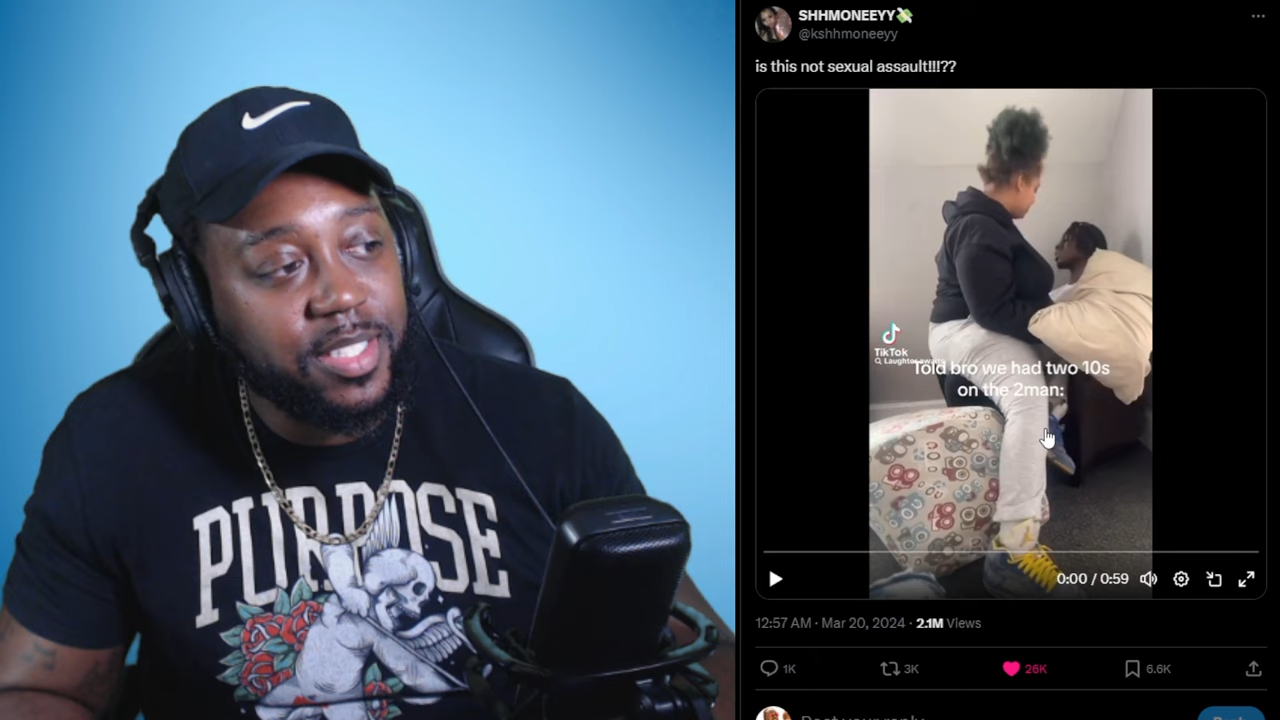 SHHMONEEYY
@kshhmoneeyy
is this not sexual assault!!!??
TikTok
Told bro we had two 10s
on the 2man:
PURPOSE
0:00 / 0:59
12:57 AM · Mar 20, 2024 · 2.1M Views
1K 3K 26K 6.6K